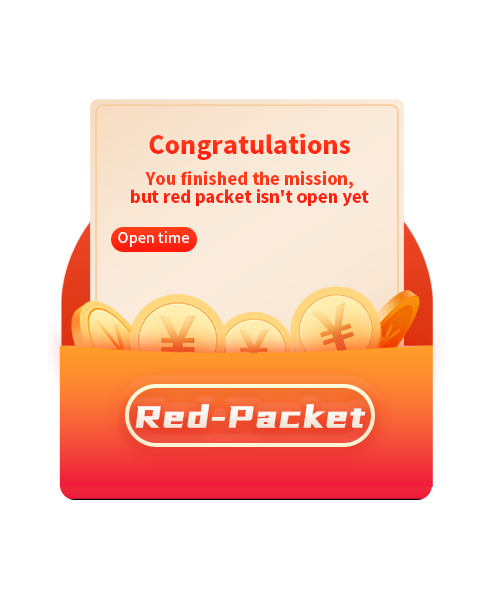 Congratulations
You finished the mission,
but red packet isn't open yet
Open time
¥ ¥ ¥
Red-Packet